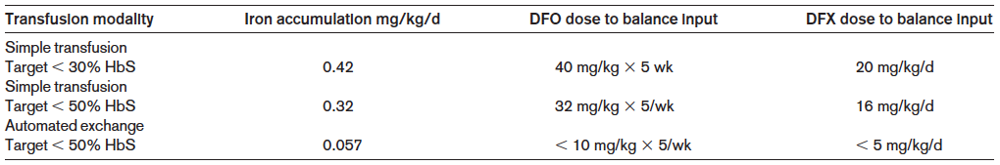 Transfusion modality Iron accumulation mg/kg/d DFO dose to balance input DFX dose to balance input
Simple transfusion
Target < 30% HbS 0.42 40 mg/kg × 5 wk 20 mg/kg/d
Simple transfusion
Target < 50% HbS 0.32 32 mg/kg × 5/wk 16 mg/kg/d
Automated exchange
Target < 50% HbS 0.057 < 10 mg/kg × 5/wk < 5 mg/kg/d